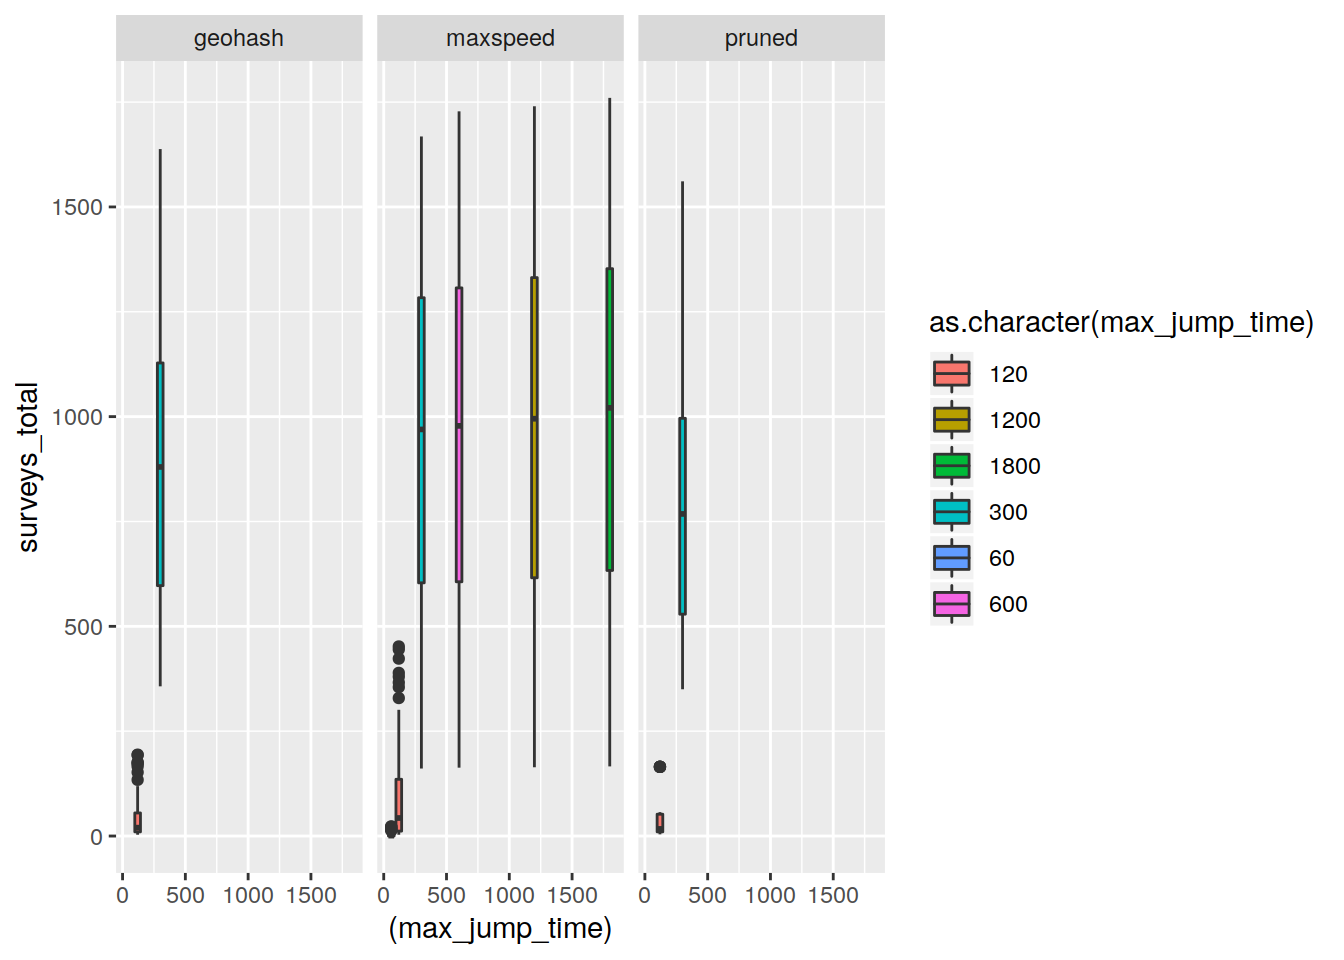 geohash maxspeed pruned
surveys_total
1500
1000
500
0
0 500 1000 1500 0 500 1000 1500 0 500 1000 1500
(max_jump_time)
as.character(max_jump_time)
120
1200
1800
300
60
600